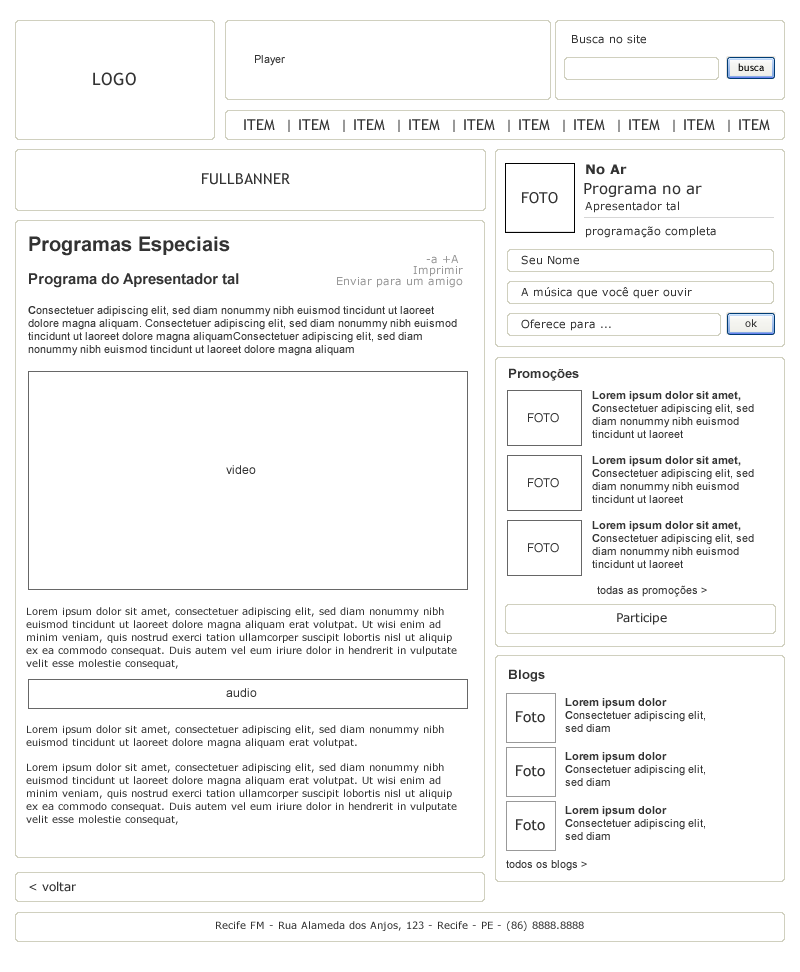 LOGO
Player
Busca no site
busca
ITEM | ITEM | ITEM | ITEM | ITEM | ITEM | ITEM | ITEM | ITEM | ITEM
FULLBANNER
Programas Especiais
-a +A
Imprimir
Enviar para um amigo
Programa do Apresentador tal
Consectetuer adipiscing elit, sed diam nonummy nibh euismod tincidunt ut laoreet
dolore magna aliquam. Consectetuer adipiscing elit, sed diam nonummy nibh euismod
tincidunt ut laoreet dolore magna aliquamConsectetuer adipiscing elit, sed diam
nonummy nibh euismod tincidunt ut laoreet dolore magna aliquam
video
Lorem ipsum dolor sit amet, consectetuer adipiscing elit, sed diam nonummy nibh
euismod tincidunt ut laoreet dolore magna aliquam erat volutpat. Ut wisi enim ad
minim veniam, quis nostrud exerci tation ullamcorper suscipit lobortis nisl ut aliquip
ex ea commodo consequat. Duis autem vel eum iriure dolor in hendrerit in vulputate
velit esse molestie consequat,
audio
Lorem ipsum dolor sit amet, consectetuer adipiscing elit, sed diam nonummy nibh
euismod tincidunt ut laoreet dolore magna aliquam erat volutpat.
Lorem ipsum dolor sit amet, consectetuer adipiscing elit, sed diam nonummy nibh
euismod tincidunt ut laoreet dolore magna aliquam erat volutpat. Ut wisi enim ad
minim veniam, quis nostrud exerci tation ullamcorper suscipit lobortis nisl ut aliquip
ex ea commodo consequat. Duis autem vel eum iriure dolor in hendrerit in vulputate
velit esse molestie consequat,
< voltar
FOTO
No Ar
Programa no ar
Apresentador tal
programação completa
Seu Nome
A música que você quer ouvir
Oferece para ...
ok
Promoções
FOTO
Lorem ipsum dolor sit amet,
Consectetuer adipiscing elit, sed
diam nonummy nibh euismod
tincidunt ut laoreet
FOTO
Lorem ipsum dolor sit amet,
Consectetuer adipiscing elit, sed
diam nonummy nibh euismod
tincidunt ut laoreet
FOTO
Lorem ipsum dolor sit amet,
Consectetuer adipiscing elit, sed
diam nonummy nibh euismod
tincidunt ut laoreet
todas as promoções >
Participe
Blogs
Foto
Lorem ipsum dolor
Consectetuer adipiscing elit,
sed diam
Foto
Lorem ipsum dolor
Consectetuer adipiscing elit,
sed diam
Foto
Lorem ipsum dolor
Consectetuer adipiscing elit,
sed diam
todos os blogs >
Recife FM - Rua Alameda dos Anjos, 123 - Recife - PE - (86) 8888.8888